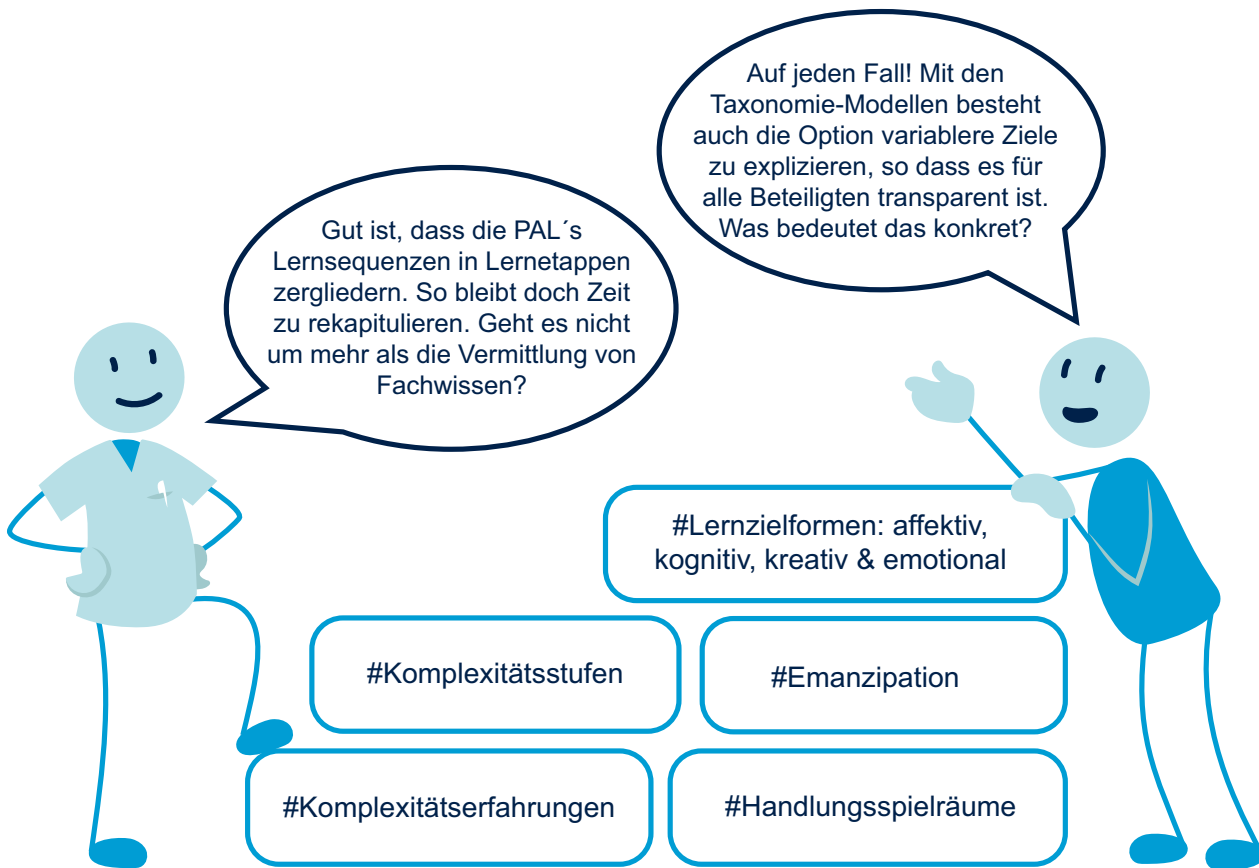 Auf jeden Fall! Mit den
Taxonomie-Modellen besteht
auch die Option variablere Ziele
zu explizieren, so dass es für
alle Beteiligten transparent ist.
Was bedeutet das konkret?
Gut ist, dass die PAL´s
Lernsequenzen in Lernetappen
zergliedern. So bleibt doch Zeit
zu rekapitulieren. Geht es nicht
um mehr als die Vermittlung von
Fachwissen?
#Lernzielformen: affektiv,
kognitiv, kreativ & emotional
#Komplexitätsstufen
#Emanzipation
#Komplexitätserfahrungen
#Handlungsspielräume